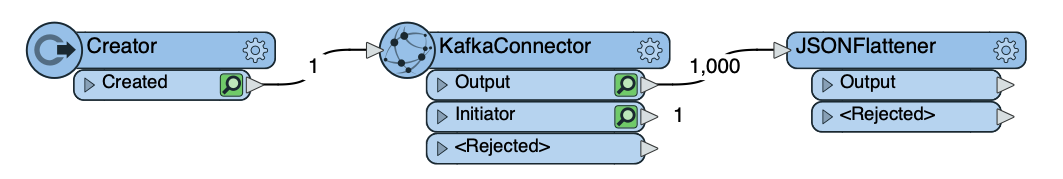 Creator
Created
1
KafkaConnector
Output
1,000
Initiator
1
<Rejected>
JSONFlattener
Output
<Rejected>